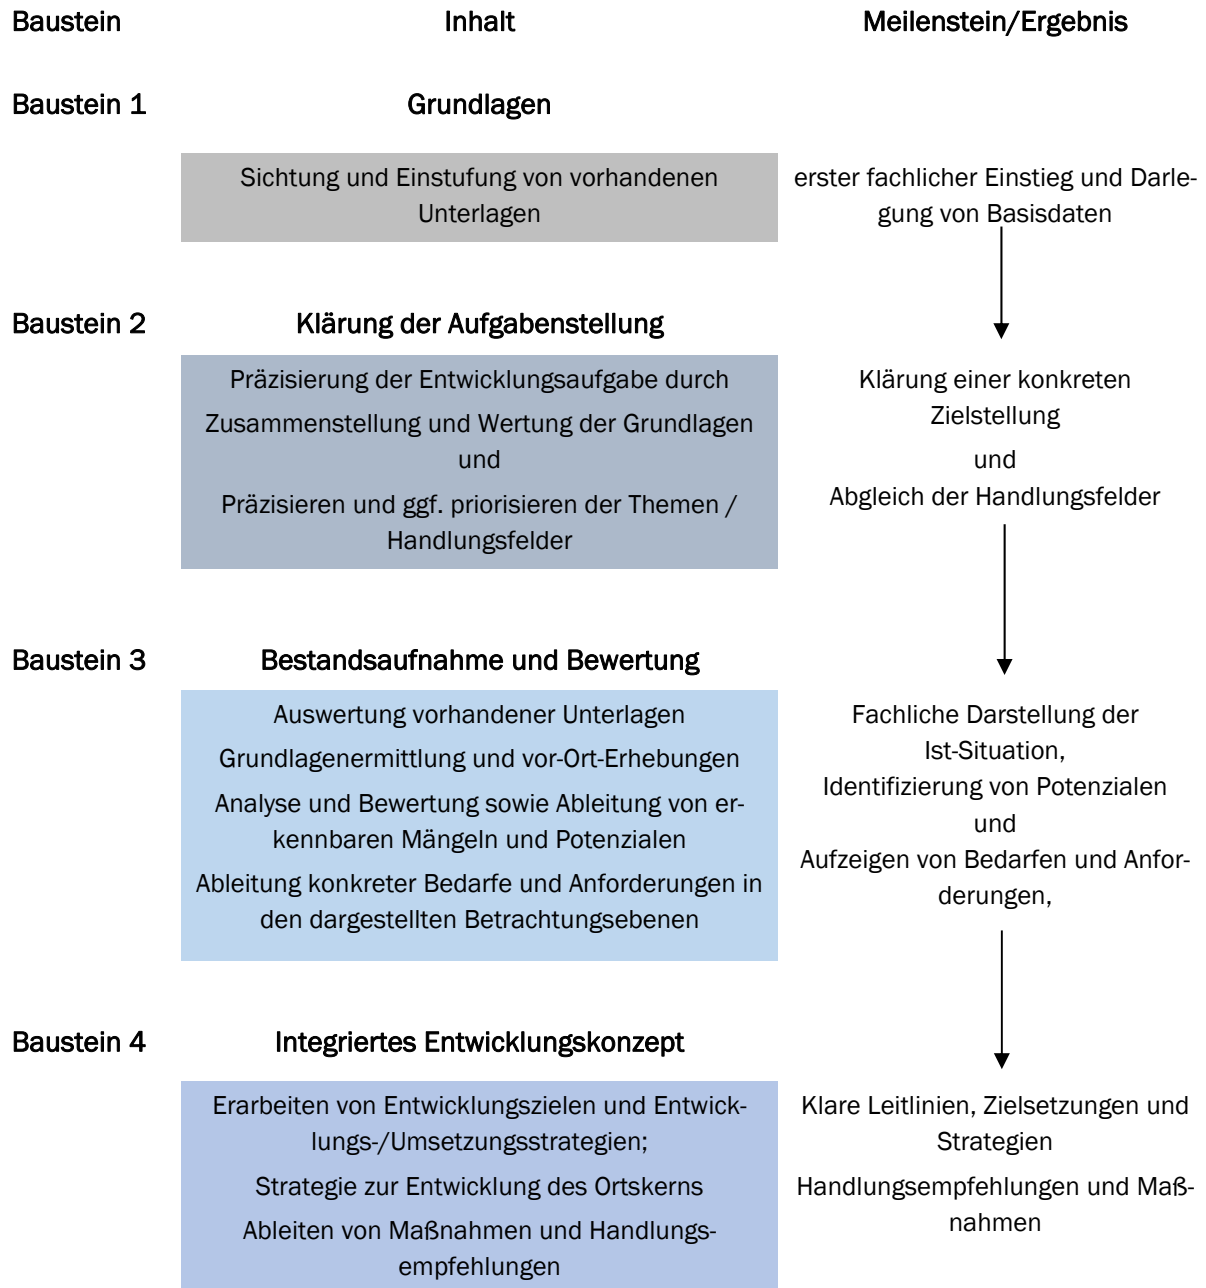 Baustein Inhalt Meilenstein/Ergebnis
Baustein 1 Grundlagen
Sichtung und Einstufung von vorhandenen
Unterlagen
erster fachlicher Einstieg und Darle-
gung von Basisdaten
Baustein 2 Klärung der Aufgabenstellung
Präzisierung der Entwicklungsaufgabe durch
Zusammenstellung und Wertung der Grundlagen
und
Präzisieren und ggf. priorisieren der Themen /
Handlungsfelder
Klärung einer konkreten
Zielstellung
und
Abgleich der Handlungsfelder
Baustein 3 Bestandsaufnahme und Bewertung
Auswertung vorhandener Unterlagen
Grundlagenermittlung und vor-Ort-Erhebungen
Analyse und Bewertung sowie Ableitung von er-
kennbaren Mängeln und Potenzialen
Ableitung konkreter Bedarfe und Anforderungen in
den dargestellten Betrachtungsebenen
Fachliche Darstellung der
Ist-Situation,
Identifizierung von Potenzialen
und
Aufzeigen von Bedarfen und Anfor-
derungen,
Baustein 4 Integriertes Entwicklungskonzept
Erarbeiten von Entwicklungszielen und Entwick-
lungs-/Umsetzungsstrategien;
Strategie zur Entwicklung des Ortskerns
Ableiten von Maßnahmen und Handlungs-
empfehlungen
Klare Leitlinien, Zielsetzungen und
Strategien
Handlungsempfehlungen und Maß-
nahmen